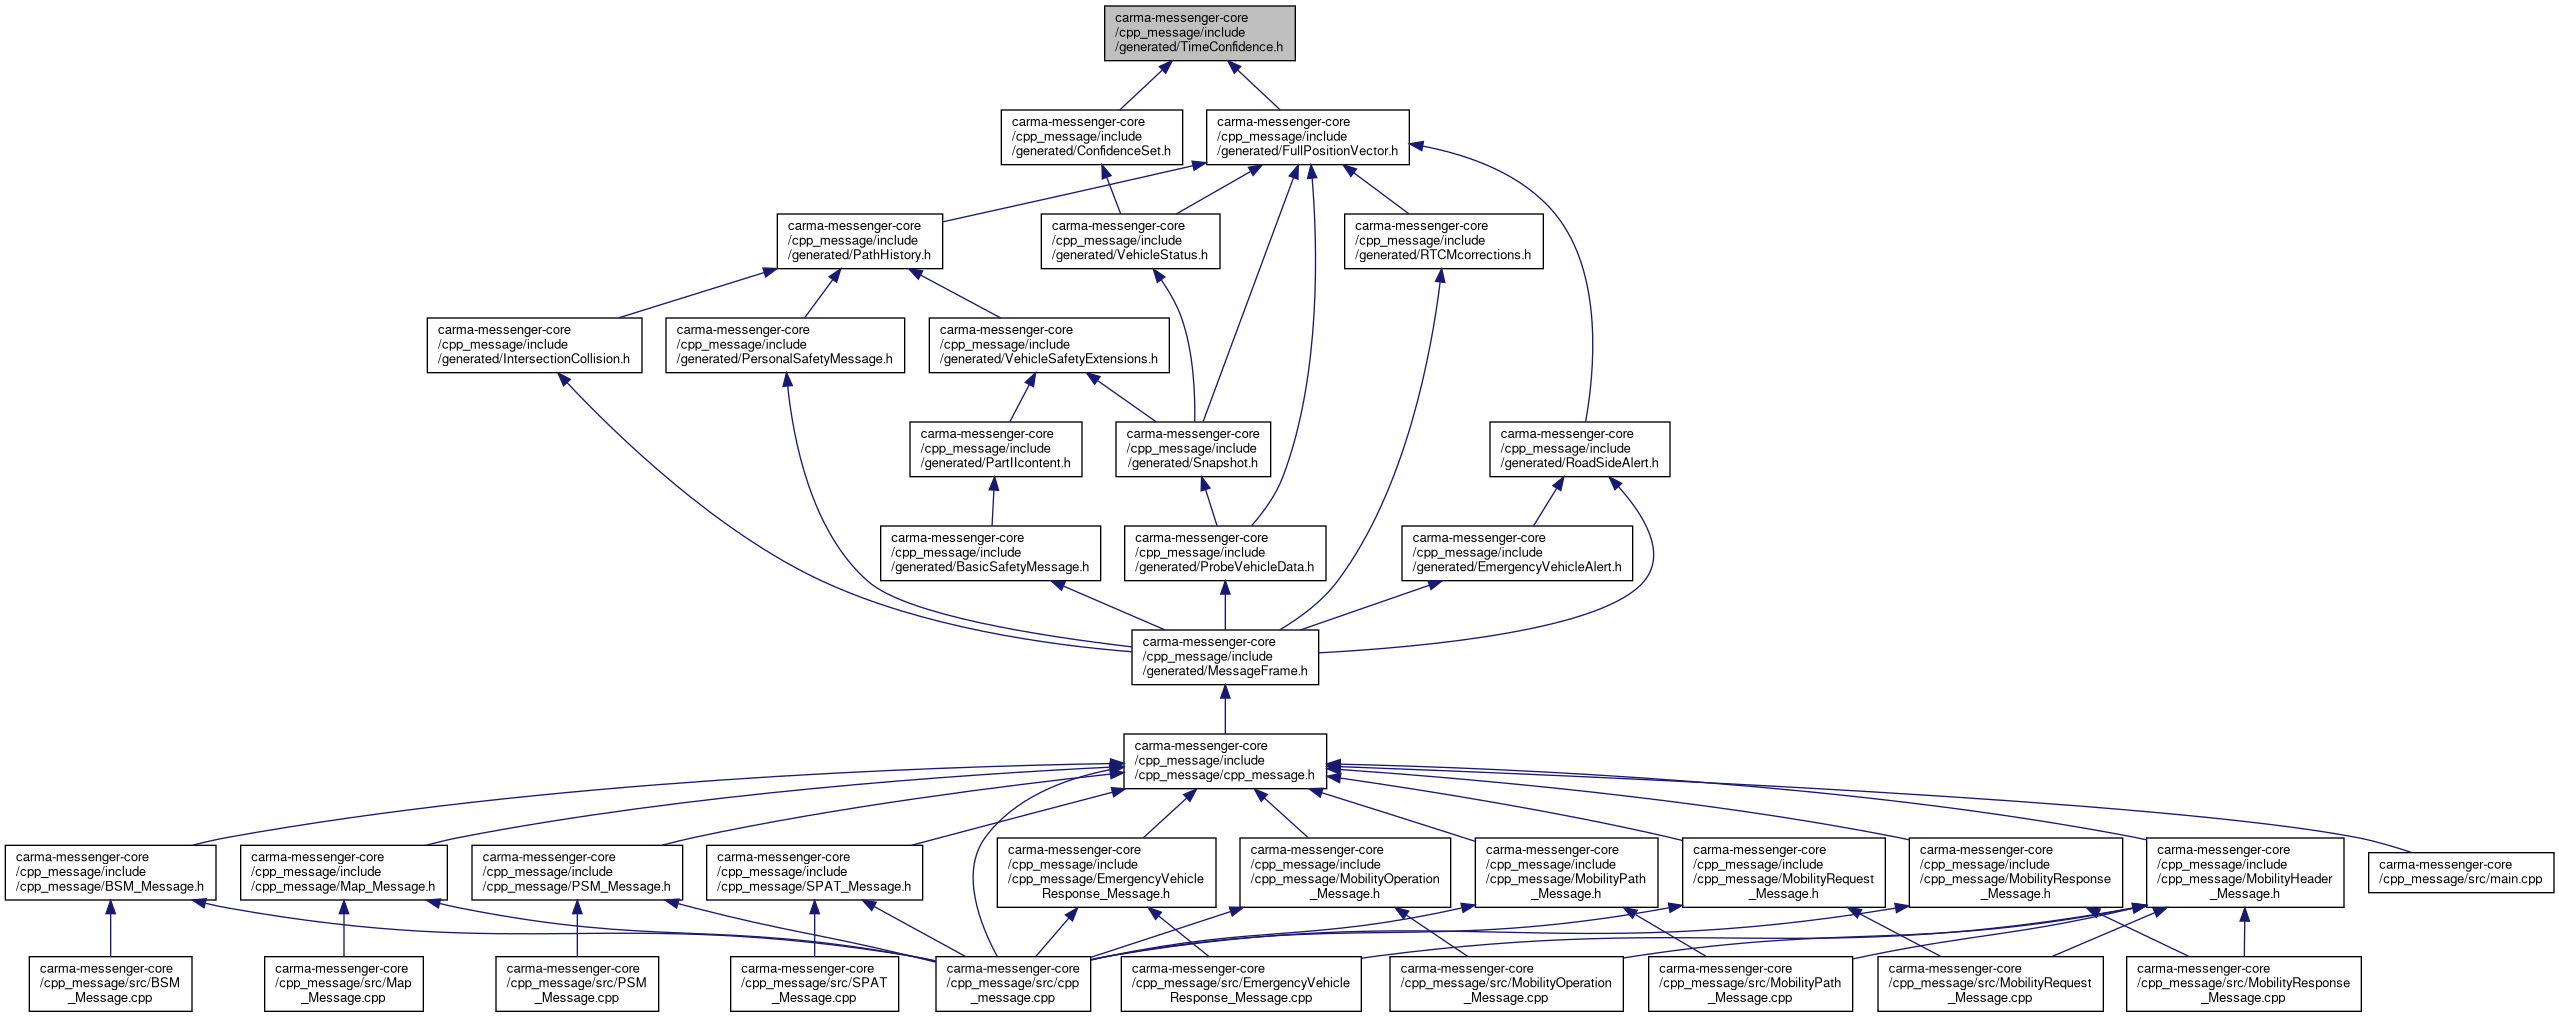 carma-messenger-core
/cpp_message/include
/generated/TimeConfidence.h
carma-messenger-core
/cpp_message/include
/generated/ConfidenceSet.h
carma-messenger-core
/cpp_message/include
/generated/FullPositionVector.h
carma-messenger-core
/cpp_message/include
/generated/PathHistory.h
carma-messenger-core
/cpp_message/include
/generated/VehicleStatus.h
carma-messenger-core
/cpp_message/include
/generated/RTCMcorrections.h
carma-messenger-core
/cpp_message/include
/generated/IntersectionCollision.h
carma-messenger-core
/cpp_message/include
/generated/PersonalSafetyMessage.h
carma-messenger-core
/cpp_message/include
/generated/VehicleSafetyExtensions.h
carma-messenger-core
/cpp_message/include
/generated/PartIIcontent.h
carma-messenger-core
/cpp_message/include
/generated/Snapshot.h
carma-messenger-core
/cpp_message/include
/generated/RoadSideAlert.h
carma-messenger-core
/cpp_message/include
/generated/BasicSafetyMessage.h
carma-messenger-core
/cpp_message/include
/generated/ProbeVehicleData.h
carma-messenger-core
/cpp_message/include
/generated/EmergencyVehicleAlert.h
carma-messenger-core
/cpp_message/include
/generated/MessageFrame.h
carma-messenger-core
/cpp_message/include
/cpp_message/cpp_message.h
carma-messenger-core
/cpp_message/include
/cpp_message/BSM_Message.h
carma-messenger-core
/cpp_message/include
/cpp_message/Map_Message.h
carma-messenger-core
/cpp_message/include
/cpp_message/PSM_Message.h
carma-messenger-core
/cpp_message/include
/cpp_message/SPAT_Message.h
carma-messenger-core
/cpp_message/include
/cpp_message/EmergencyVehicle
Response_Message.h
carma-messenger-core
/cpp_message/include
/cpp_message/MobilityOperation
_Message.h
carma-messenger-core
/cpp_message/include
/cpp_message/MobilityPath
_Message.h
carma-messenger-core
/cpp_message/include
/cpp_message/MobilityRequest
_Message.h
carma-messenger-core
/cpp_message/include
/cpp_message/MobilityResponse
_Message.h
carma-messenger-core
/cpp_message/include
/cpp_message/MobilityHeader
_Message.h
carma-messenger-core
/cpp_message/src/main.cpp
carma-messenger-core
/cpp_message/src/BSM
_Message.cpp
carma-messenger-core
/cpp_message/src/Map
_Message.cpp
carma-messenger-core
/cpp_message/src/PSM
_Message.cpp
carma-messenger-core
/cpp_message/src/SPAT
_Message.cpp
carma-messenger-core
/cpp_message/src/cpp
_message.cpp
carma-messenger-core
/cpp_message/src/EmergencyVehicle
Response_Message.cpp
carma-messenger-core
/cpp_message/src/MobilityOperation
_Message.cpp
carma-messenger-core
/cpp_message/src/MobilityPath
_Message.cpp
carma-messenger-core
/cpp_message/src/MobilityRequest
_Message.cpp
carma-messenger-core
/cpp_message/src/MobilityResponse
_Message.cpp